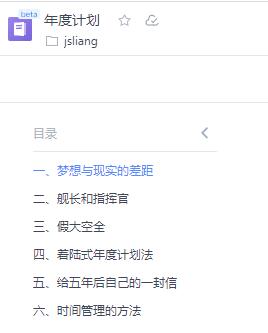 beta
年度计划
jsliang
目录
一、梦想与现实的差距
二、舰长和指挥官
三、假大空全
四、着陆式年度计划法
五、给五年后自己的一封信
六、时间管理的方法